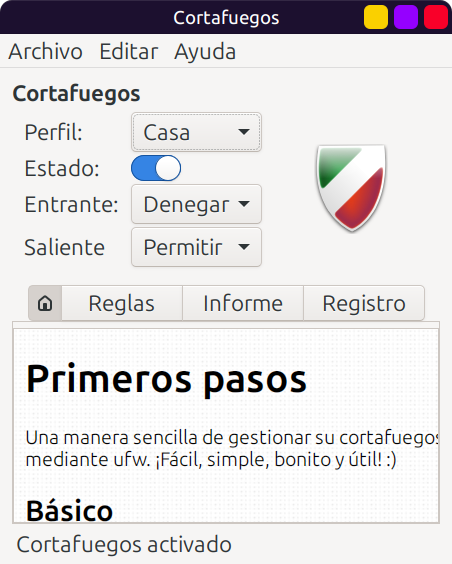 Cortafuegos
Archivo Editar Ayuda
Cortafuegos
Perfil: Casa
Estado:
Entrante: Denegar
Saliente Permitir
Reglas Informe Registro
Primeros pasos
Una manera sencilla de gestionar su cortafuegos
mediante ufw. ¡Fácil, simple, bonito y útil! :)
Básico
Cortafuegos activado